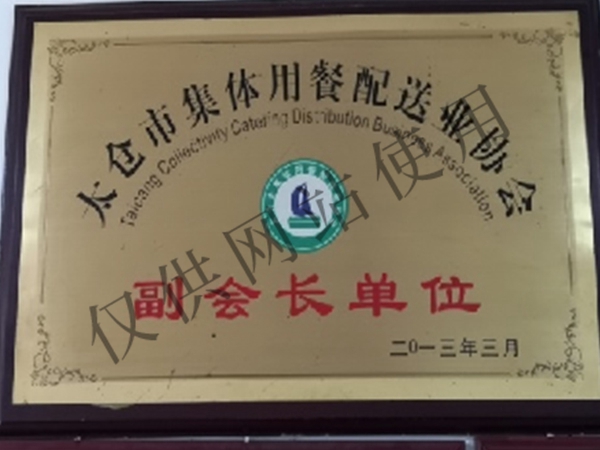 太仓市集体用餐配送业协会
Taicang Collectivity Catering Distribution Business Association
副会长单位
二0一三年三月
仅供网站使用